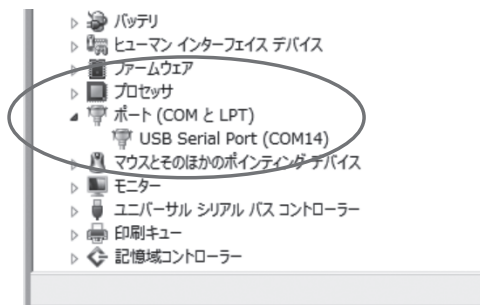 バッテリ
ヒューマン インターフェイス デバイス
ファームウェア
プロセッサ
ポート (COM と LPT)
USB Serial Port (COM14)
マウスとそのほかのポインティング デバイス
モニター
ユニバーサル シリアル バス コントローラー
印刷キュー
記憶域コントローラー